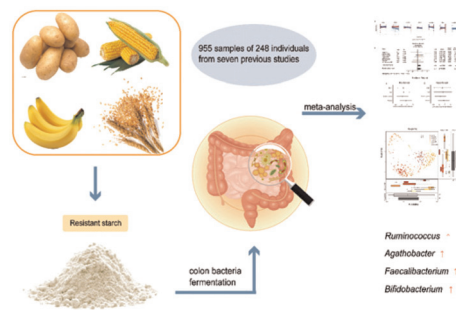 955 samples of 248 individuals
from seven previous studies
meta-analysis
Resistant starch
colon bacteria
fermentation
Ruminococcus
Agathobacter ↑
Faecalibacterium ↑
Bifidobacterium ↑